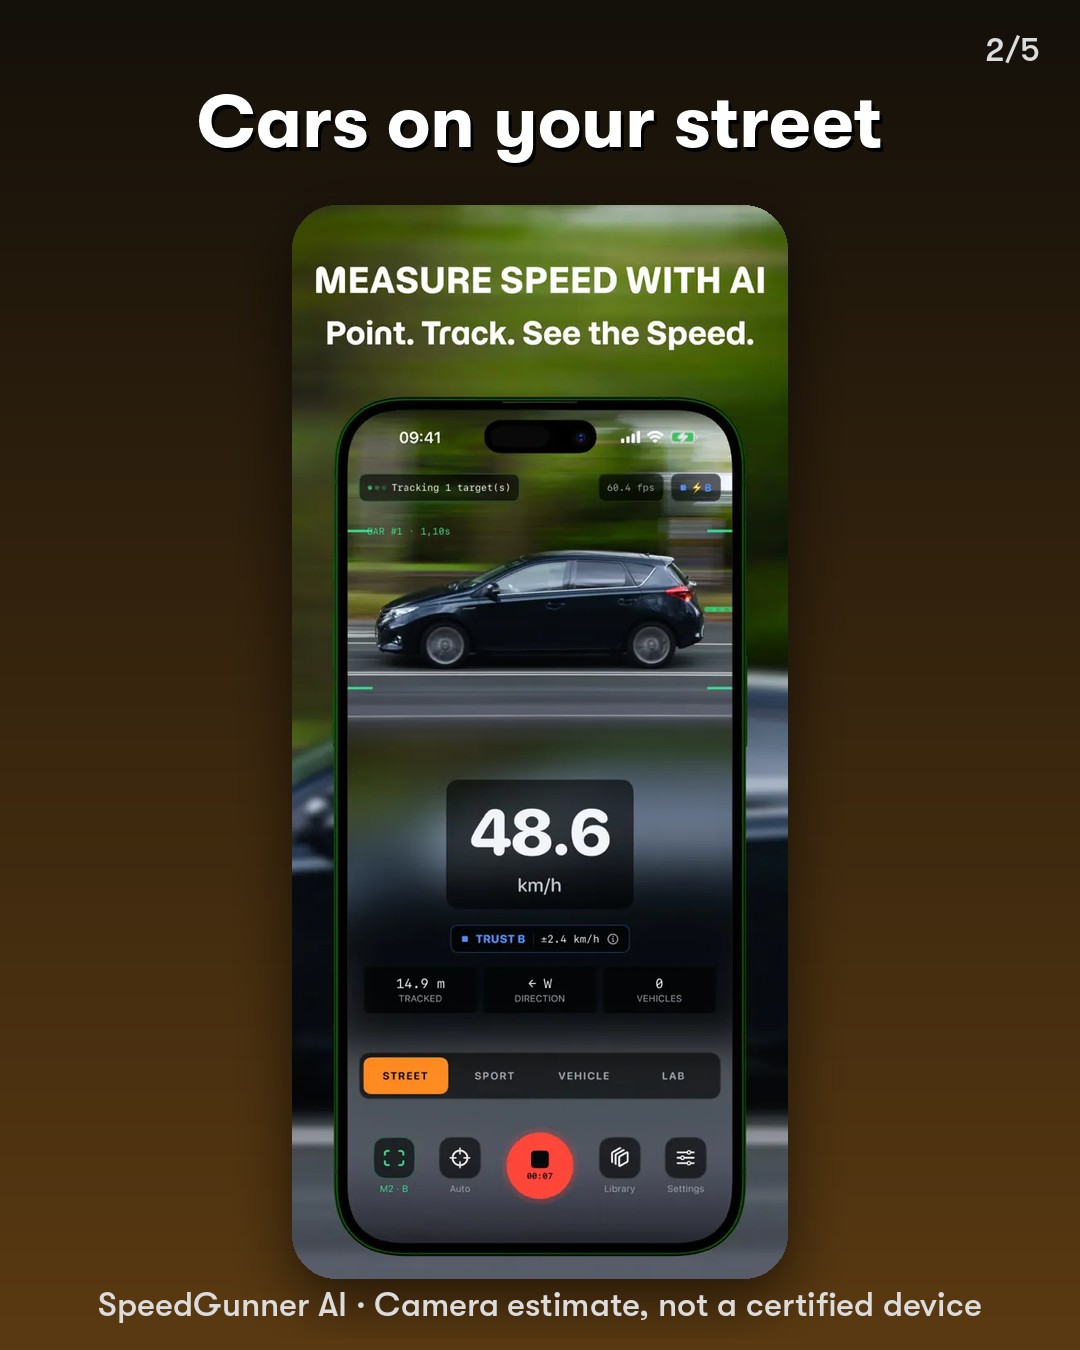 2/5
Cars on your street
MEASURE SPEED WITH AI
Point. Track. See the Speed.
09:41
Tracking 1 target(s)
60.4 fps
B
CAR #1 · 1,10s
48.6
km/h
TRUST B
±2.4 km/h
14.9 m
TRACKED
← W
DIRECTION
0
VEHICLES
STREET
SPORT
VEHICLE
LAB
00:07
M2 · B
Auto
Library
Settings
SpeedGunner AI · Camera estimate, not a certified device